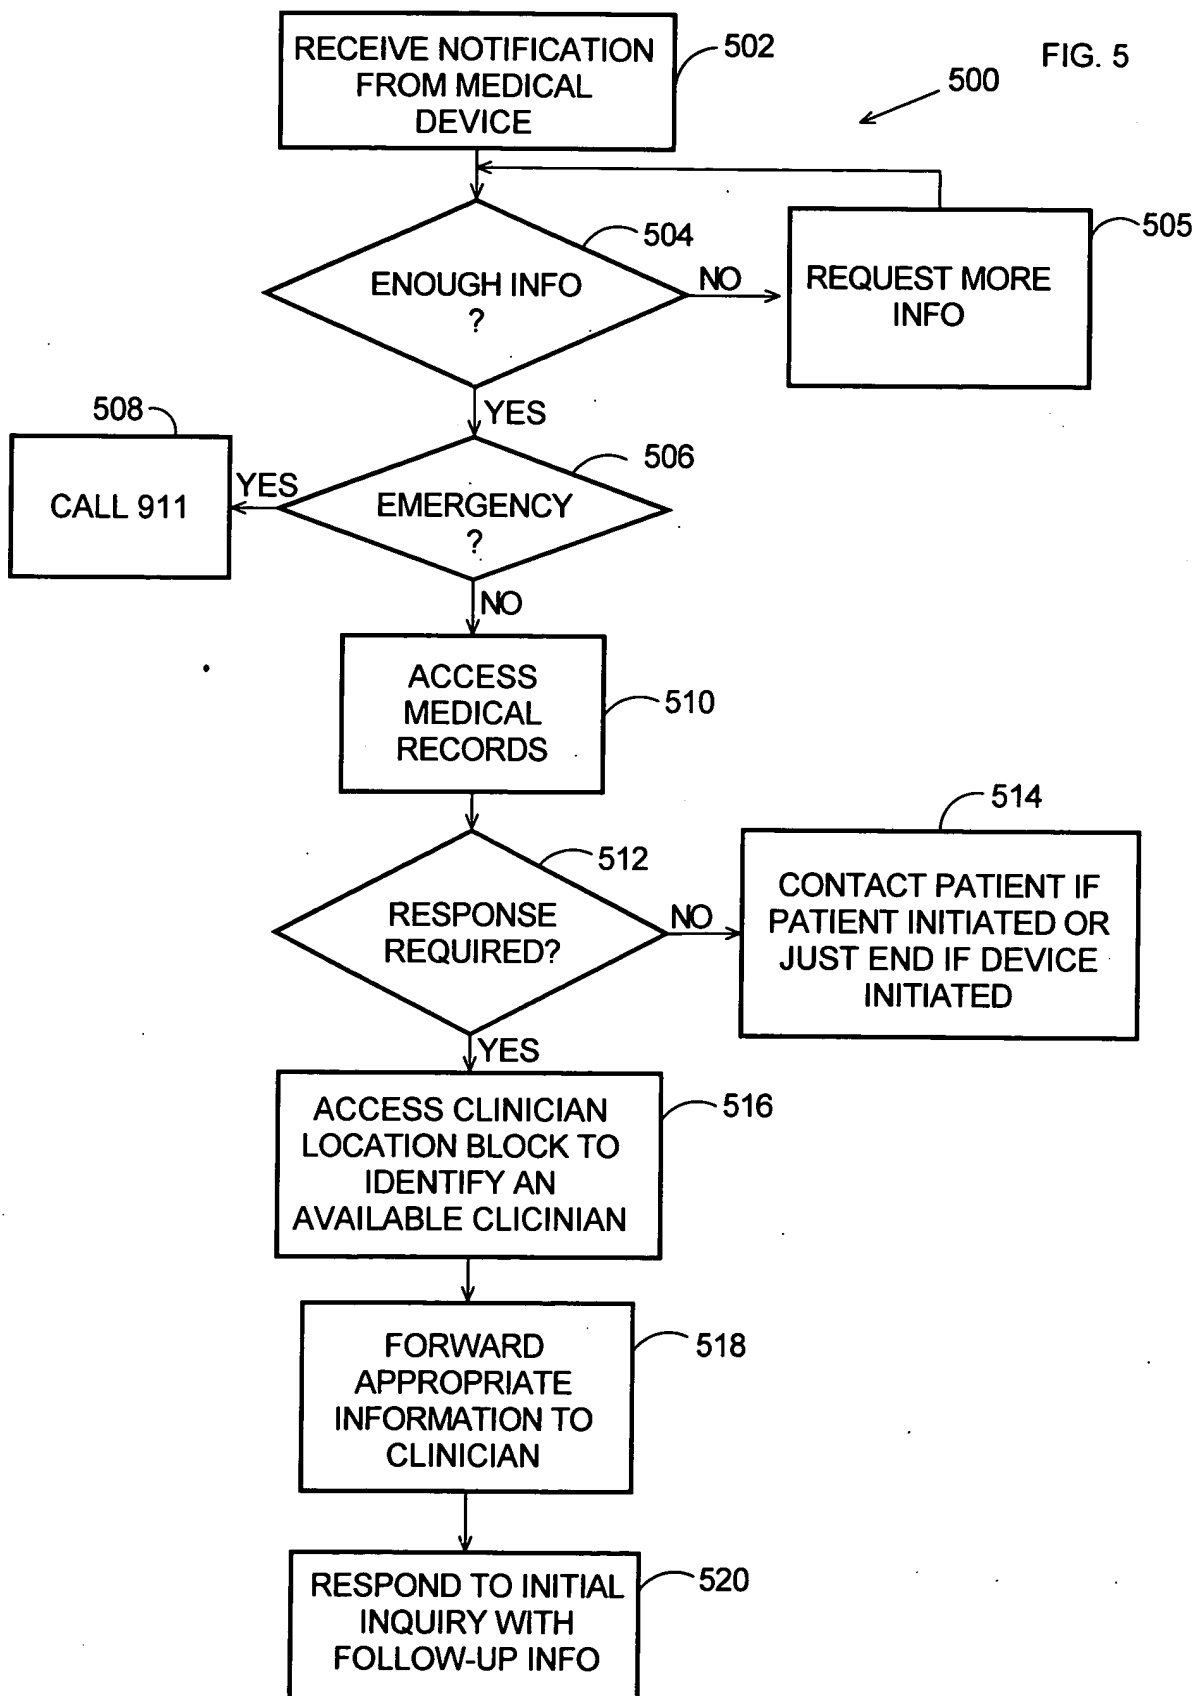 RECEIVE NOTIFICATION
FROM MEDICAL
DEVICE
502
FIG. 5
500
504
ENOUGH INFO
?
NO
505
REQUEST MORE
INFO
YES
508
CALL 911
YES
506
EMERGENCY
?
NO
ACCESS
MEDICAL
RECORDS
510
512
RESPONSE
REQUIRED?
NO
514
CONTACT PATIENT IF
PATIENT INITIATED OR
JUST END IF DEVICE
INITIATED
YES
ACCESS CLINICIAN
LOCATION BLOCK TO
IDENTIFY AN
AVAILABLE CLICINIAN
516
FORWARD
APPROPRIATE
INFORMATION TO
CLINICIAN
518
RESPOND TO INITIAL
INQUIRY WITH
FOLLOW-UP INFO
520